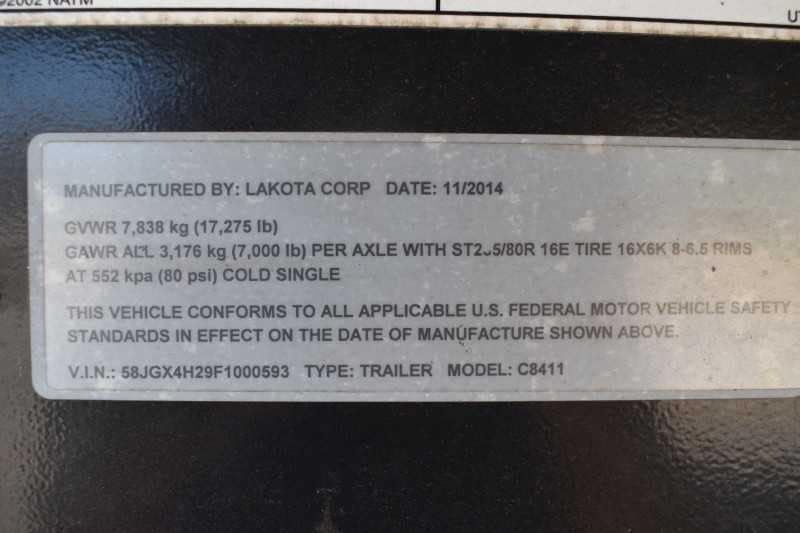 NATM
UT
MANUFACTURED BY: LAKOTA CORP DATE: 11/2014
GVWR 7,838 kg (17,275 lb)
GAWR ALL 3,176 kg (7,000 lb) PER AXLE WITH 16E TIRE 16X6K 8-6.5 RIMS
AT 552 kpa (80 psi) COLD SINGLE
THIS VEHICLE CONFORMS TO ALL APPLICABLE U.S. FEDERAL MOTOR VEHICLE SAFETY
STANDARDS IN EFFECT ON THE DATE OF MANUFACTURE SHOWN ABOVE.
V.I.N.: 58JGX4H29F1000593 TYPE: TRAILER MODEL: C8411